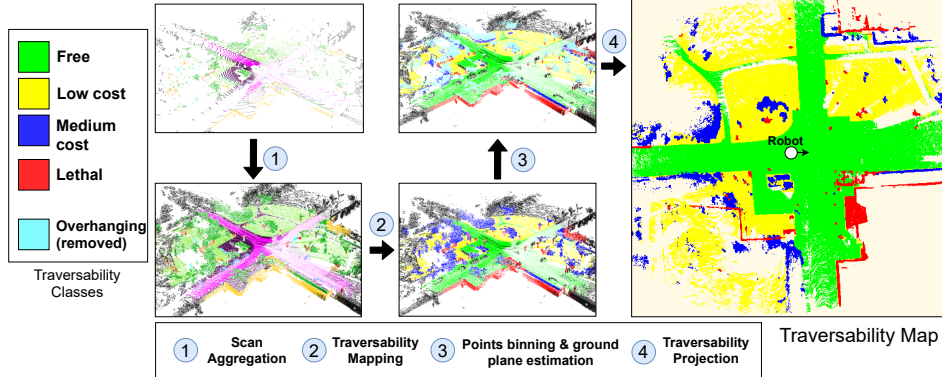 Free
Low cost
Medium
cost
Lethal
Overhanging
(removed)
Traversability
Classes
1
2
3
4
Robot
Traversability Map
1 Scan
Aggregation
2 Traversability
Mapping
3 Points binning & ground
plane estimation
4 Traversability
Projection